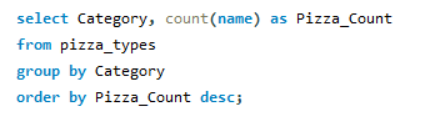 select Category, count(name) as Pizza_Count
from pizza_types
group by Category
order by Pizza_Count desc;